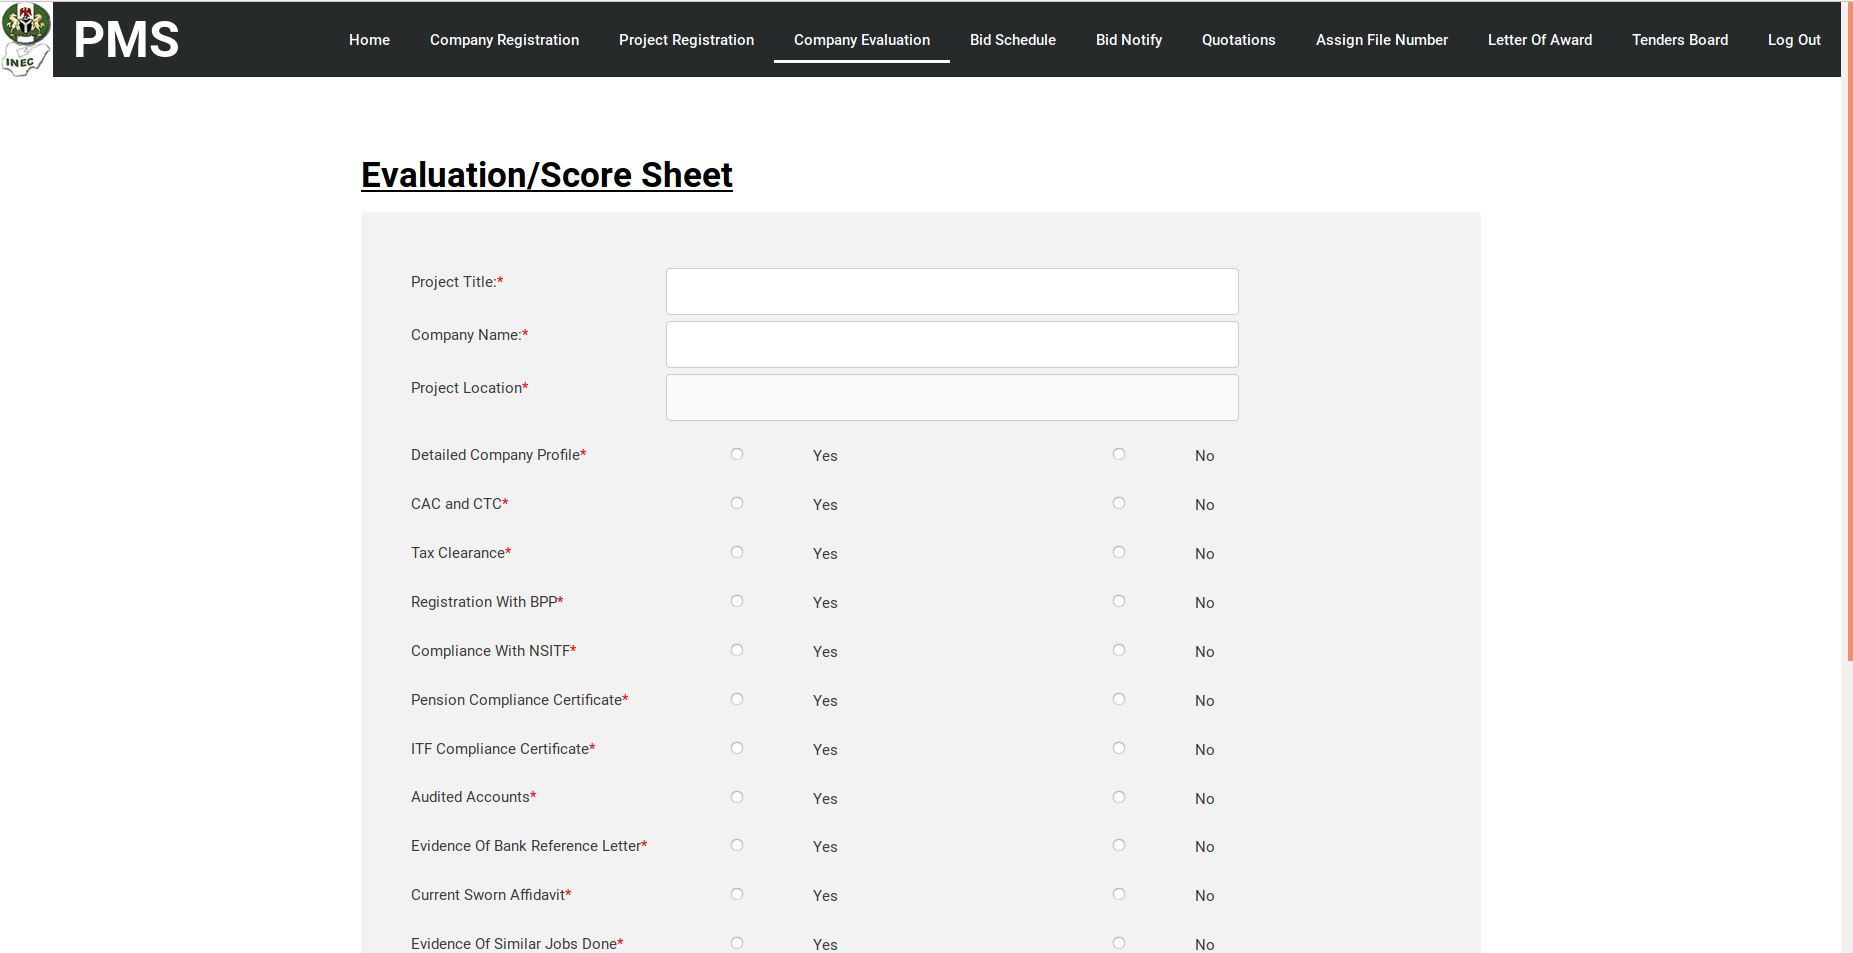 INEC
PMS
Home Company Registration Project Registration Company Evaluation Bid Schedule Bid Notify Quotations Assign File Number Letter Of Award Tenders Board Log Out
Evaluation/Score Sheet
Project Title:*
Company Name:*
Project Location*
Detailed Company Profile* Yes No
CAC and CTC* Yes No
Tax Clearance* Yes No
Registration With BPP* Yes No
Compliance With NSITF* Yes No
Pension Compliance Certificate* Yes No
ITF Compliance Certificate* Yes No
Audited Accounts* Yes No
Evidence Of Bank Reference Letter* Yes No
Current Sworn Affidavit* Yes No
Evidence Of Similar Jobs Done* Yes No